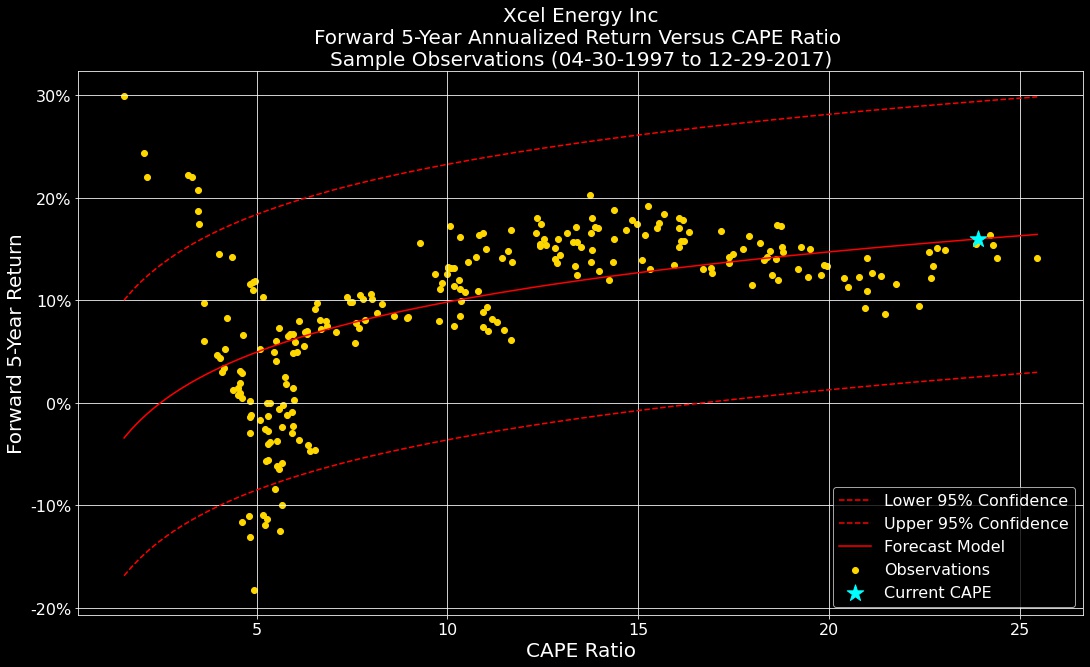 Xcel Energy Inc
Forward 5-Year Annualized Return Versus CAPE Ratio
Sample Observations (04-30-1997 to 12-29-2017)
Forward 5-Year Return
30%
20%
10%
0%
-10%
-20%
Lower 95% Confidence
Upper 95% Confidence
Forecast Model
Observations
Current CAPE
5 10 15 20 25
CAPE Ratio